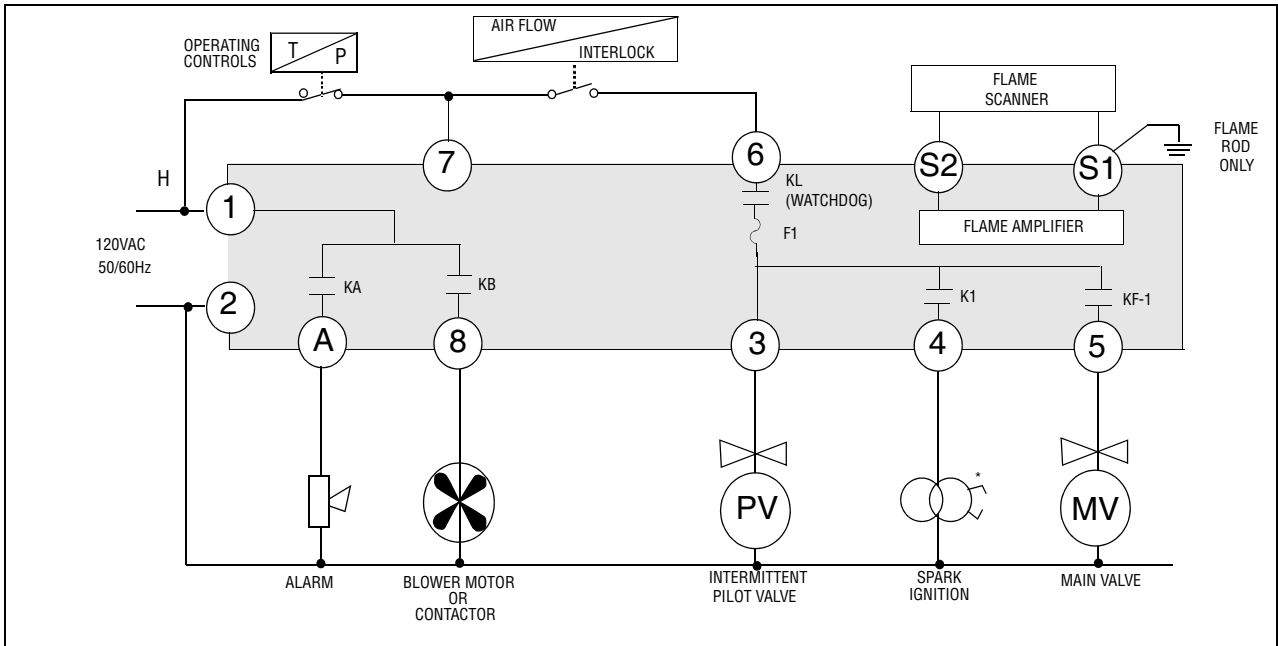 AIR FLOW
INTERLOCK
OPERATING
CONTROLS
T
P
FLAME
SCANNER
FLAME
ROD
ONLY
7
6
S2
S1
H
KL
(WATCHDOG)
1
F1
FLAME AMPLIFIER
120VAC
50/60Hz
KA
KB
K1
KF-1
2
A
8
3
4
5
*
PV
MV
ALARM
BLOWER MOTOR
OR
CONTACTOR
INTERMITTENT
PILOT VALVE
SPARK
IGNITION
MAIN VALVE